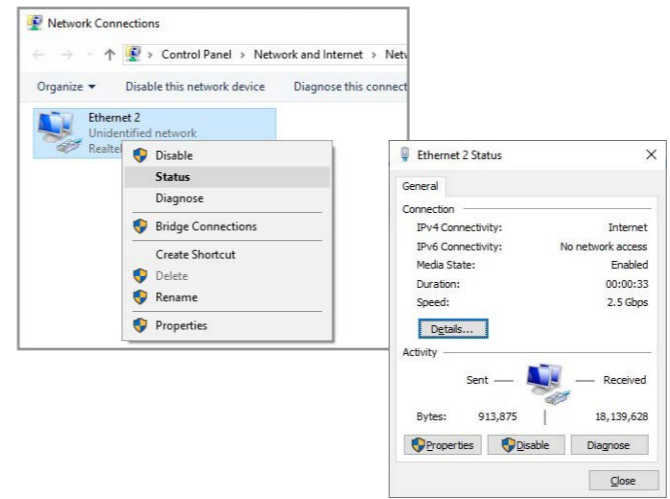 Network Connections
Control Panel > Network and Internet > Netw
Organize Disable this network device Diagnose this connect
Ethernet 2
Unidentified network
Realte
Disable
Status
Diagnose
Bridge Connections
Create Shortcut
Delete
Rename
Properties
Ethernet 2 Status
General
Connection
IPv4 Connectivity: Internet
IPv6 Connectivity: No network access
Media State: Enabled
Duration: 00:00:33
Speed: 2.5 Gbps
Details...
Activity
Sent — — Received
Bytes: 913,875 18,139,628
Properties Disable Diagnose
Close